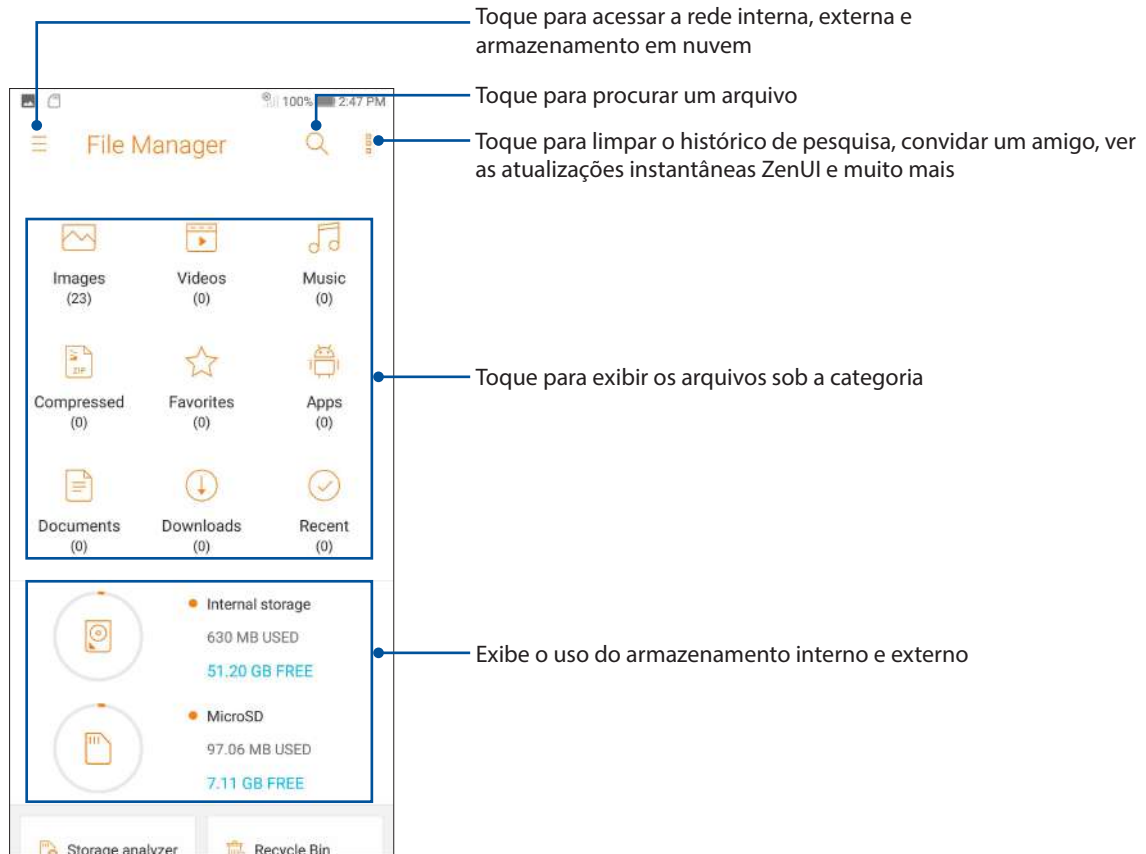 Toque para acessar a rede interna, externa e
armazenamento em nuvem
100% 2:47 PM
Toque para procurar um arquivo
File Manager
Toque para limpar o histórico de pesquisa, convidar um amigo, ver
as atualizações instantâneas ZenUI e muito mais
Images Videos Music
(23) (0) (0)
ZIP
Compressed Favorites Apps
(0) (0) (0)
Toque para exibir os arquivos sob a categoria
Documents Downloads Recent
(0) (0) (0)
Internal storage
630 MB USED
51.20 GB FREE
Exibe o uso do armazenamento interno e externo
MicroSD
97.06 MB USED
7.11 GB FREE
Storage analyzer Recycle Bin